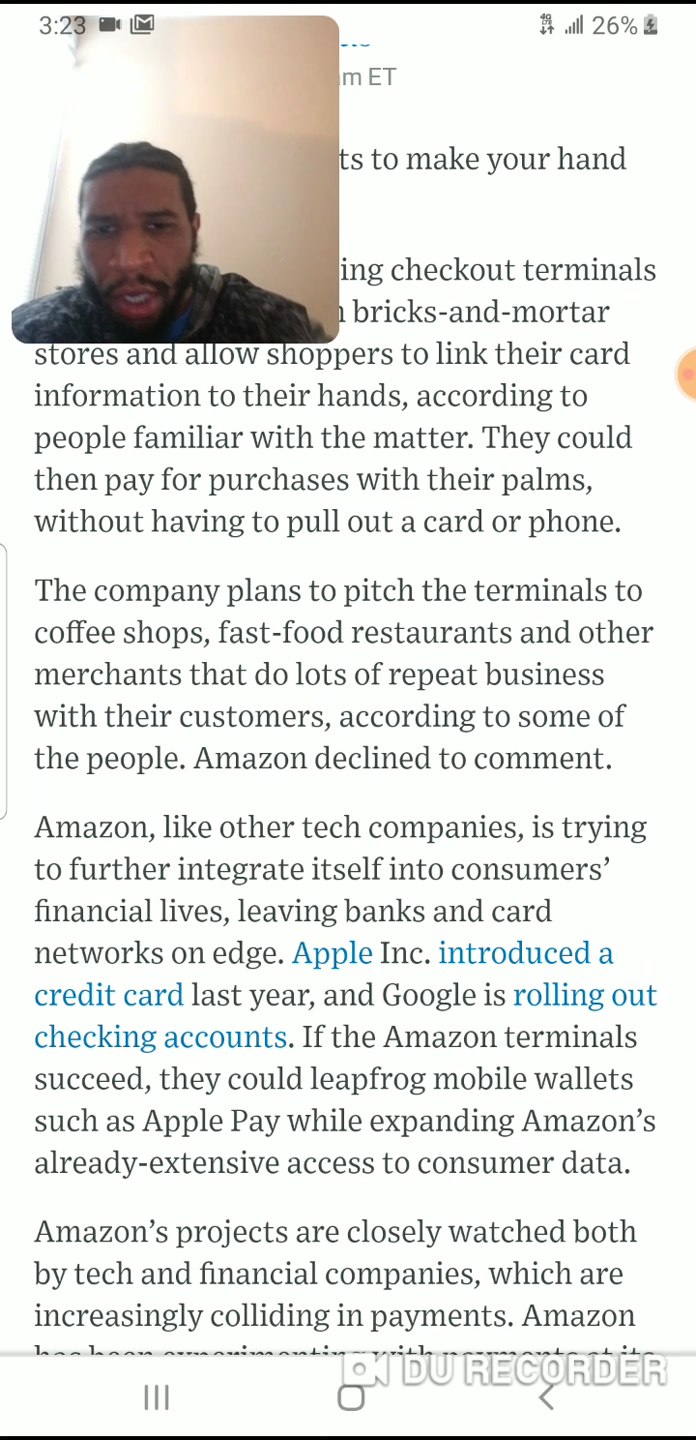 3:23 26%
m ET
ts to make your hand
ing checkout terminals
bricks-and-mortar
stores and allow shoppers to link their card
information to their hands, according to
people familiar with the matter. They could
then pay for purchases with their palms,
without having to pull out a card or phone.
The company plans to pitch the terminals to
coffee shops, fast-food restaurants and other
merchants that do lots of repeat business
with their customers, according to some of
the people. Amazon declined to comment.
Amazon, like other tech companies, is trying
to further integrate itself into consumers’
financial lives, leaving banks and card
networks on edge. Apple Inc. introduced a
credit card last year, and Google is rolling out
checking accounts. If the Amazon terminals
succeed, they could leapfrog mobile wallets
such as Apple Pay while expanding Amazon’s
already-extensive access to consumer data.
Amazon’s projects are closely watched both
by tech and financial companies, which are
increasingly colliding in payments. Amazon
has been experimenting with payments at its
DU RECORDER